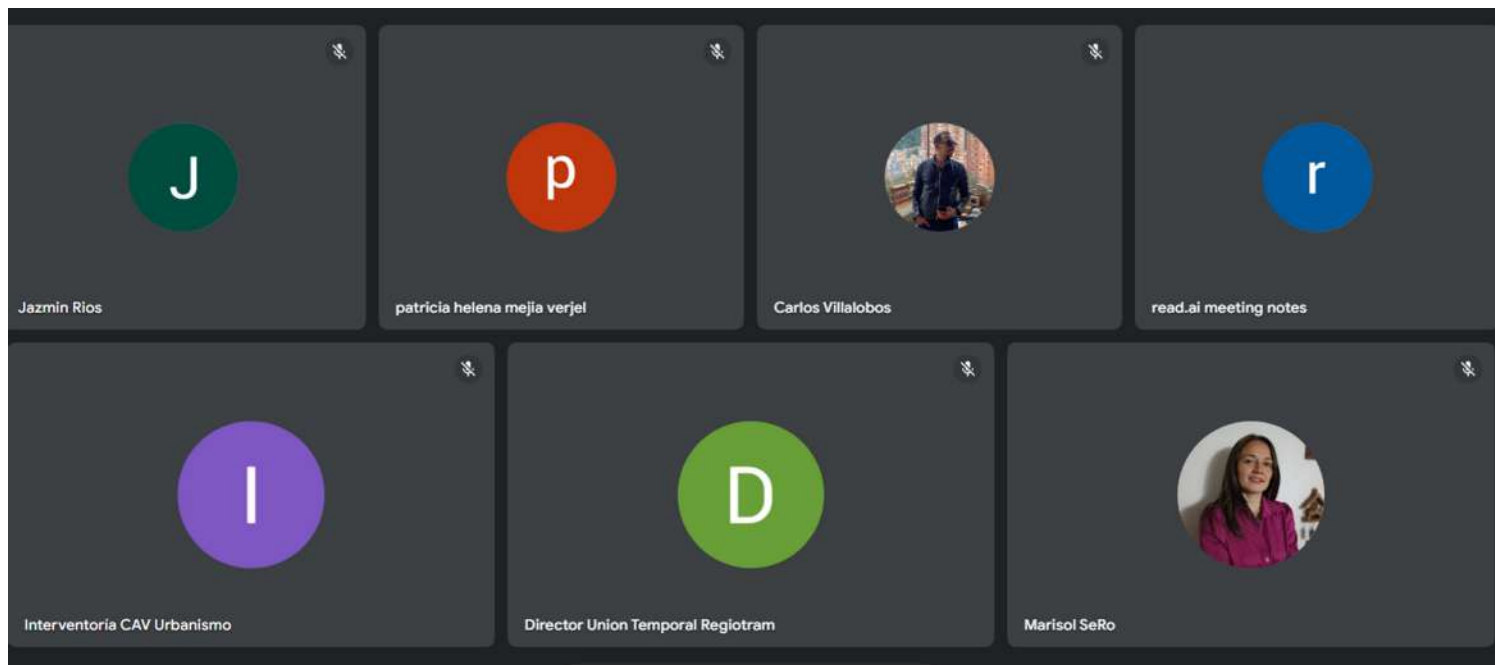 J
p
r
Jazmin Rios
patricia helena mejia verjel
Carlos Villalobos
read.ai meeting notes
I
D
Interventoría CAV Urbanismo
Director Union Temporal Regiotram
Marisol SeRo